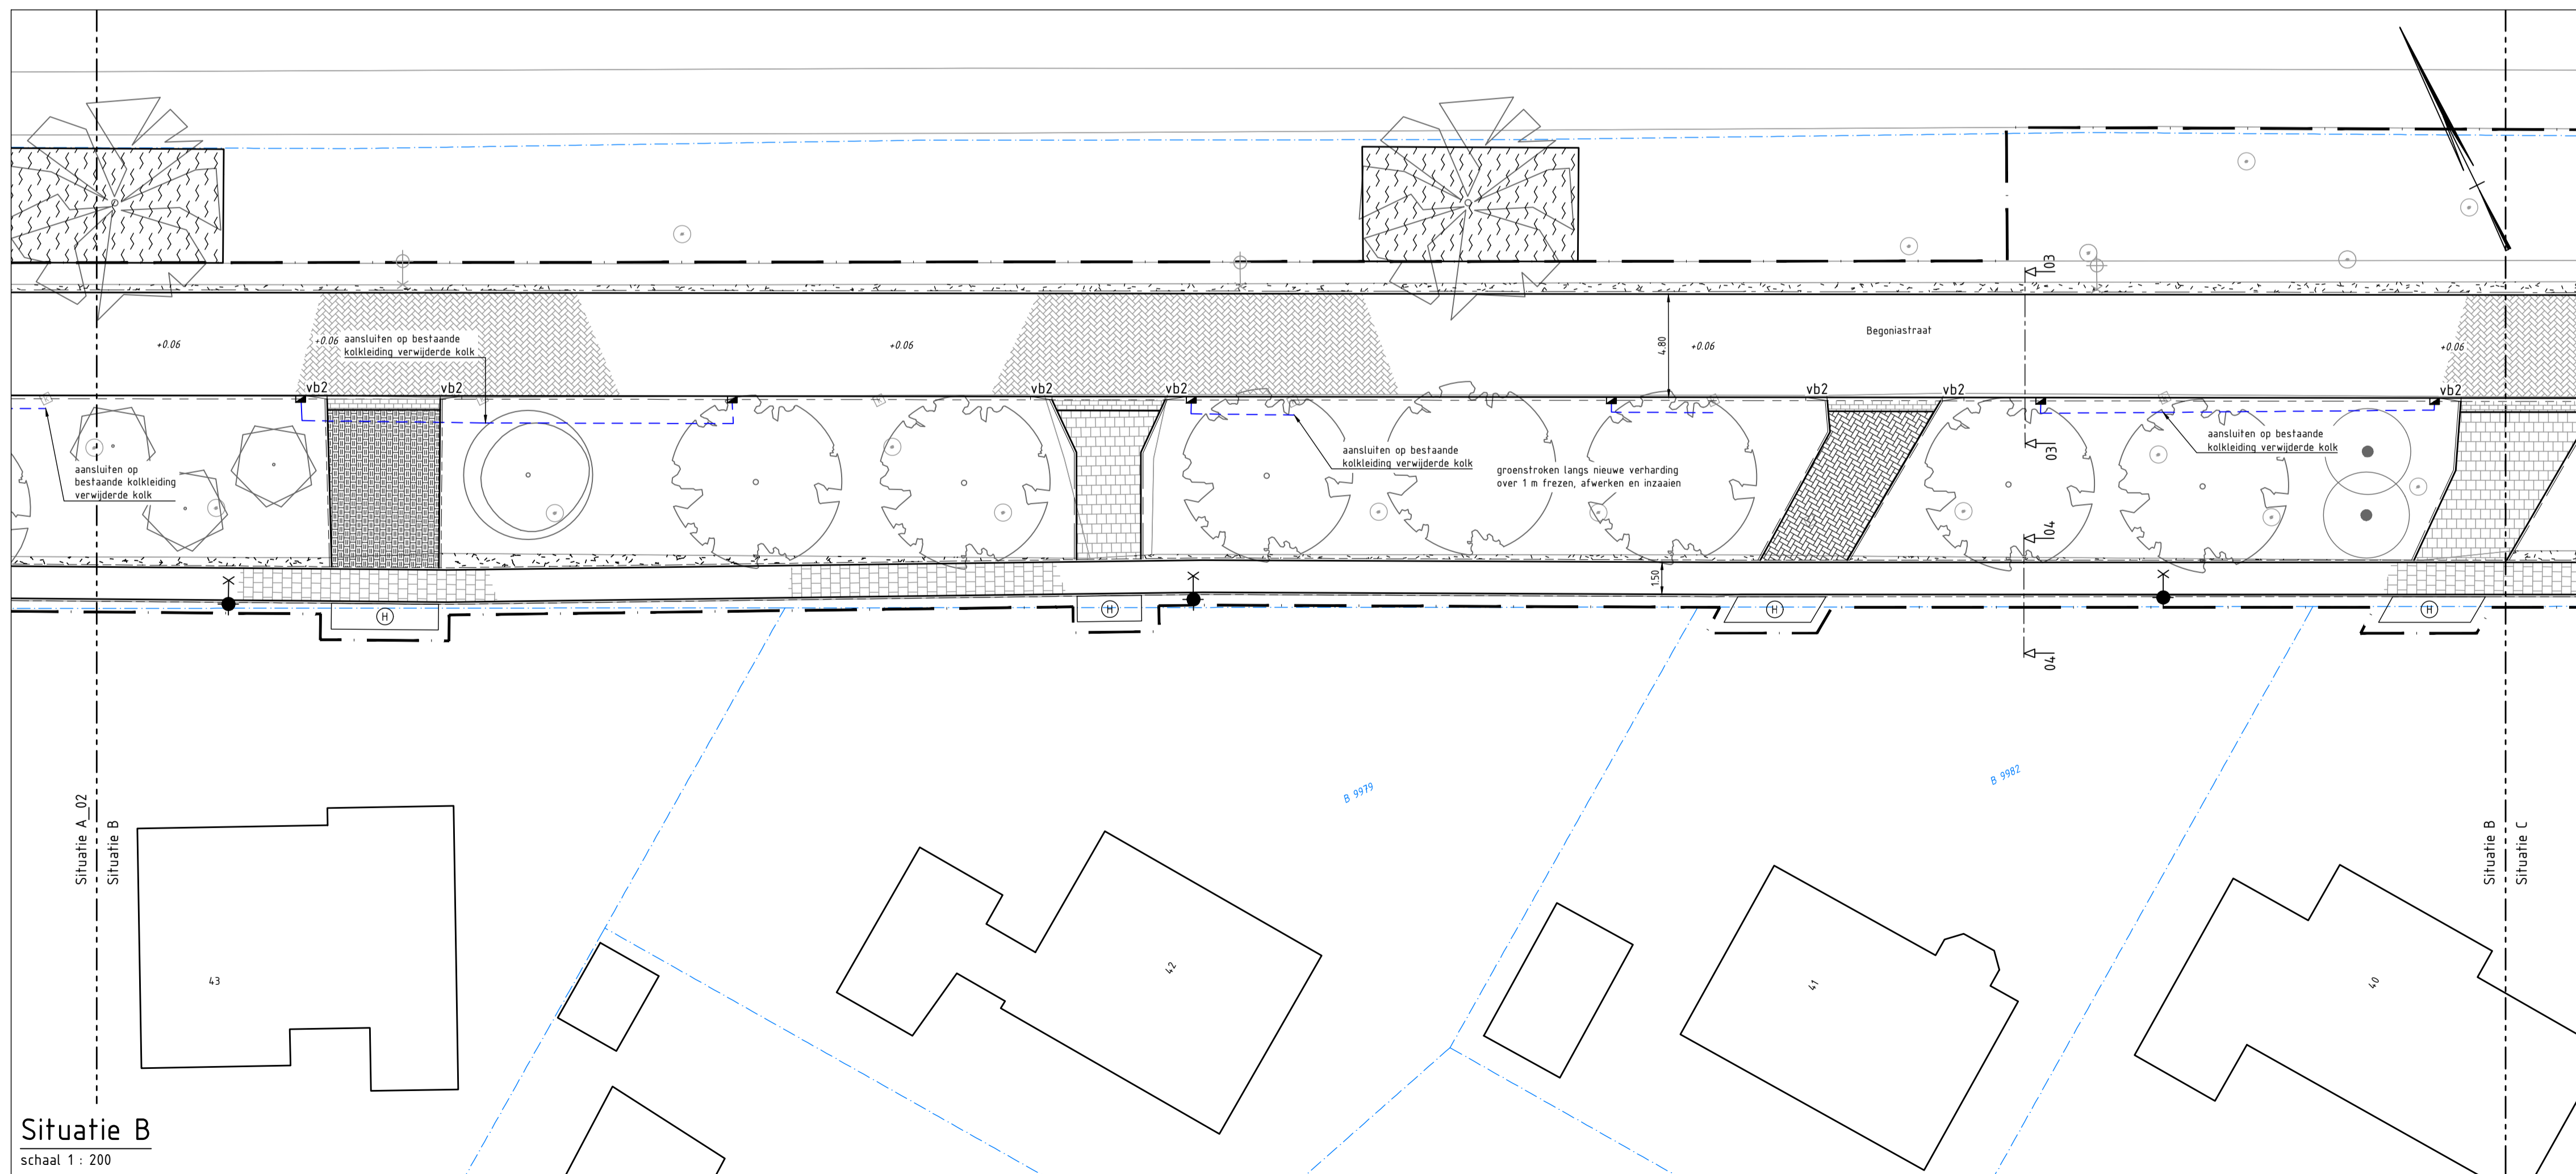 03
Begoniastraat
4.80
+0.06
+0.06
aansluiten op bestaande
kolkleiding verwijderde kolk
+0.06
+0.06
+0.06
vb2
vb2
vb2
vb2
vb2
vb2
vb2
03
aansluiten op
bestaande kolkleiding
verwijderde kolk
aansluiten op bestaande
kolkleiding verwijderde kolk
groenstroken langs nieuwe verharding
over 1 m frezen, afwerken en inzaaien
aansluiten op bestaande
kolkleiding verwijderde kolk
04
1.50
H
H
H
H
04
B 9979
B 9982
Situatie A_02
Situatie B
Situatie B
Situatie C
43
42
41
40
Situatie B
schaal 1 : 200